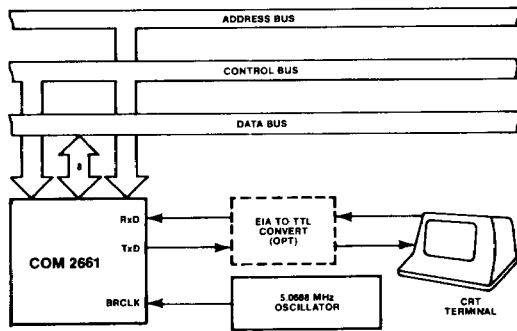 ADDRESS BUS
CONTROL BUS
DATA BUS
8
COM 2661
RxD
TxD
BRCLK
EIA TO TTL
CONVERT
(OPT)
5.0688 MHz
OSCILLATOR
CRT
TERMINAL